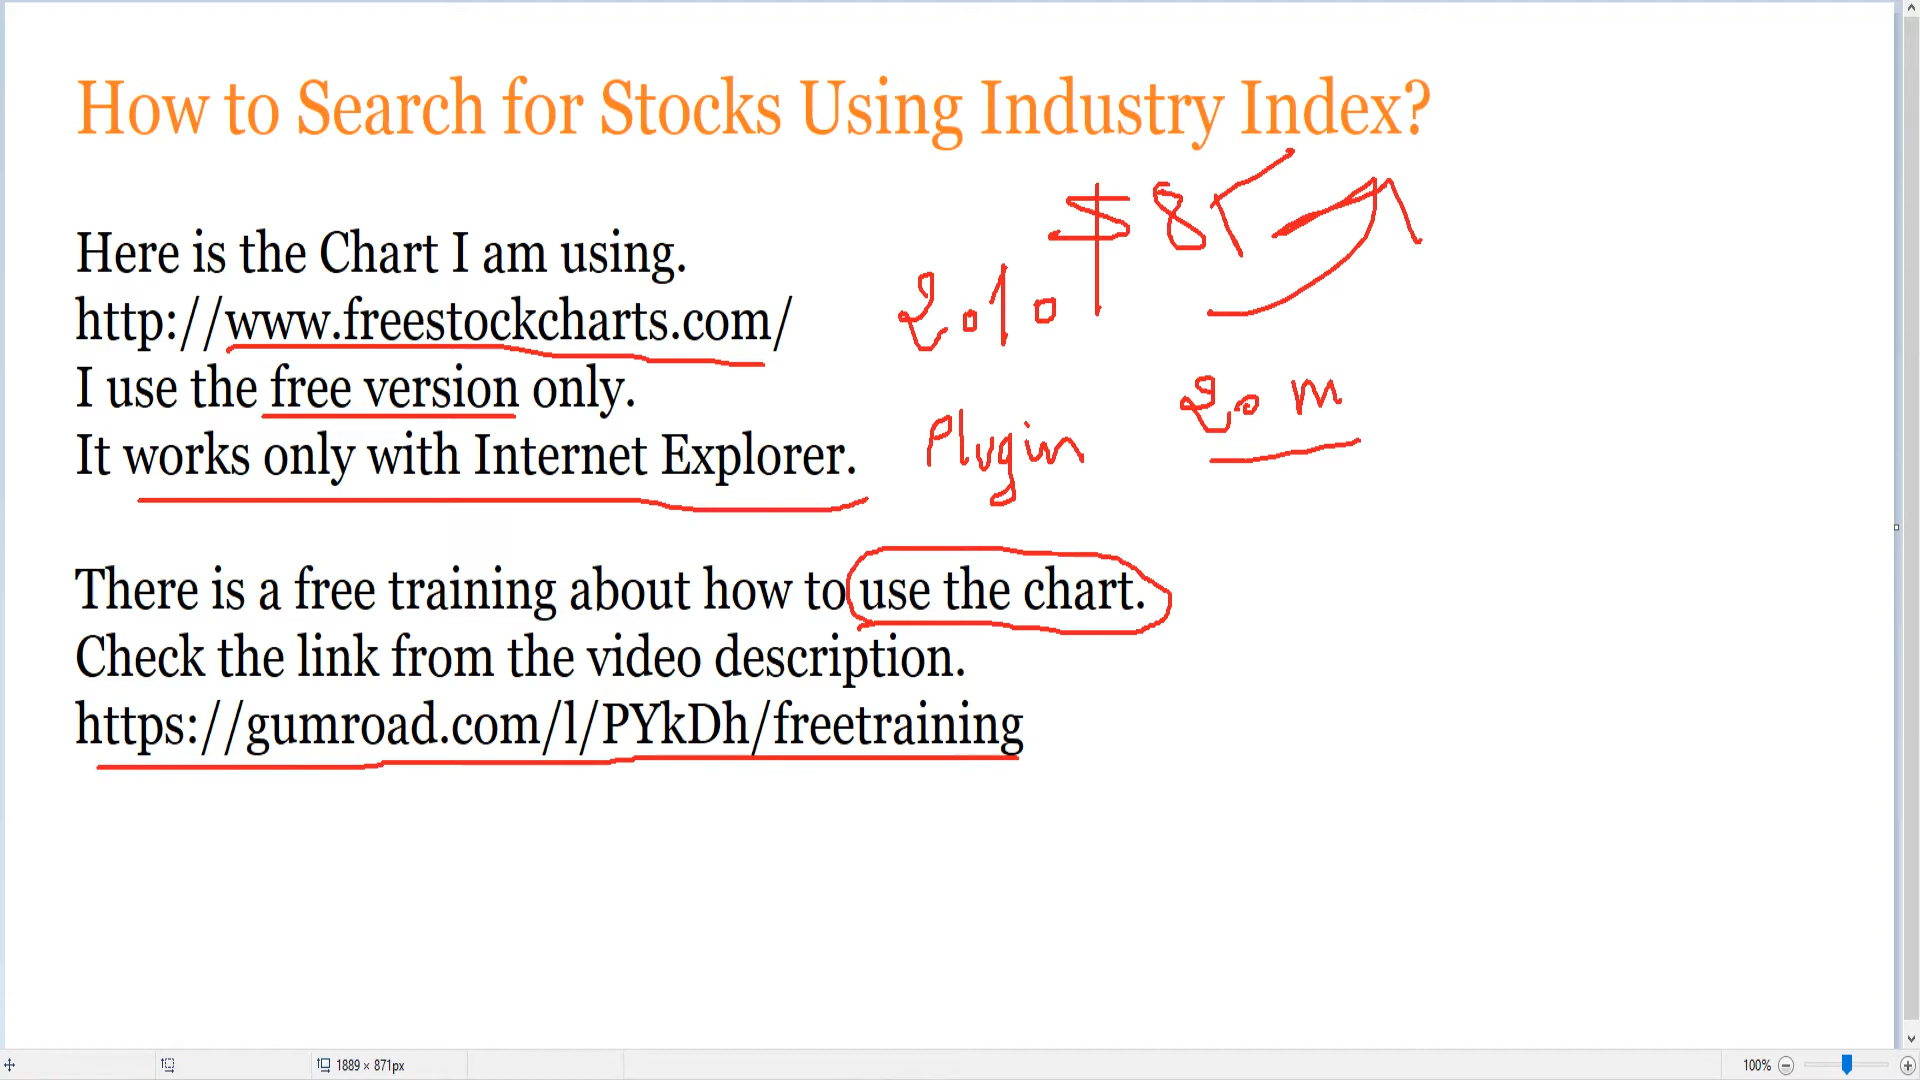 How to Search for Stocks Using Industry Index?
Here is the Chart I am using.
http://www.freestockcharts.com/
I use the free version only.
It works only with Internet Explorer.
2010
Plugin
20 m
There is a free training about how to use the chart.
Check the link from the video description.
https://gumroad.com/l/PYkDh/freetraining
1889 × 871px
100%